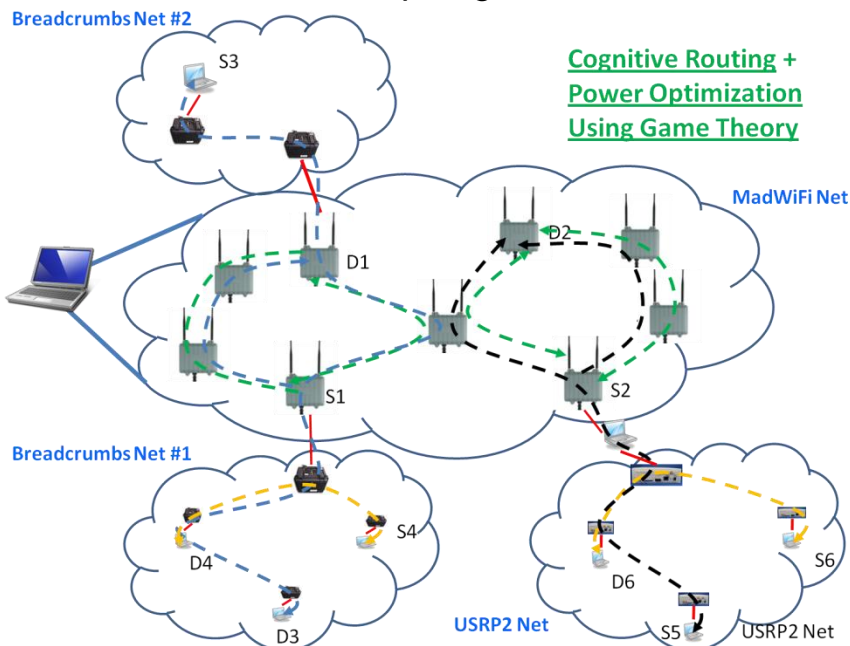 Breadcrumbs Net #2
S3
Cognitive Routing +
Power Optimization
Using Game Theory
MadWiFi Net
D2
D1
S1
S2
Breadcrumbs Net #1
S4
D4
D3
S6
D6
USRP2 Net
S5
USRP2 Net